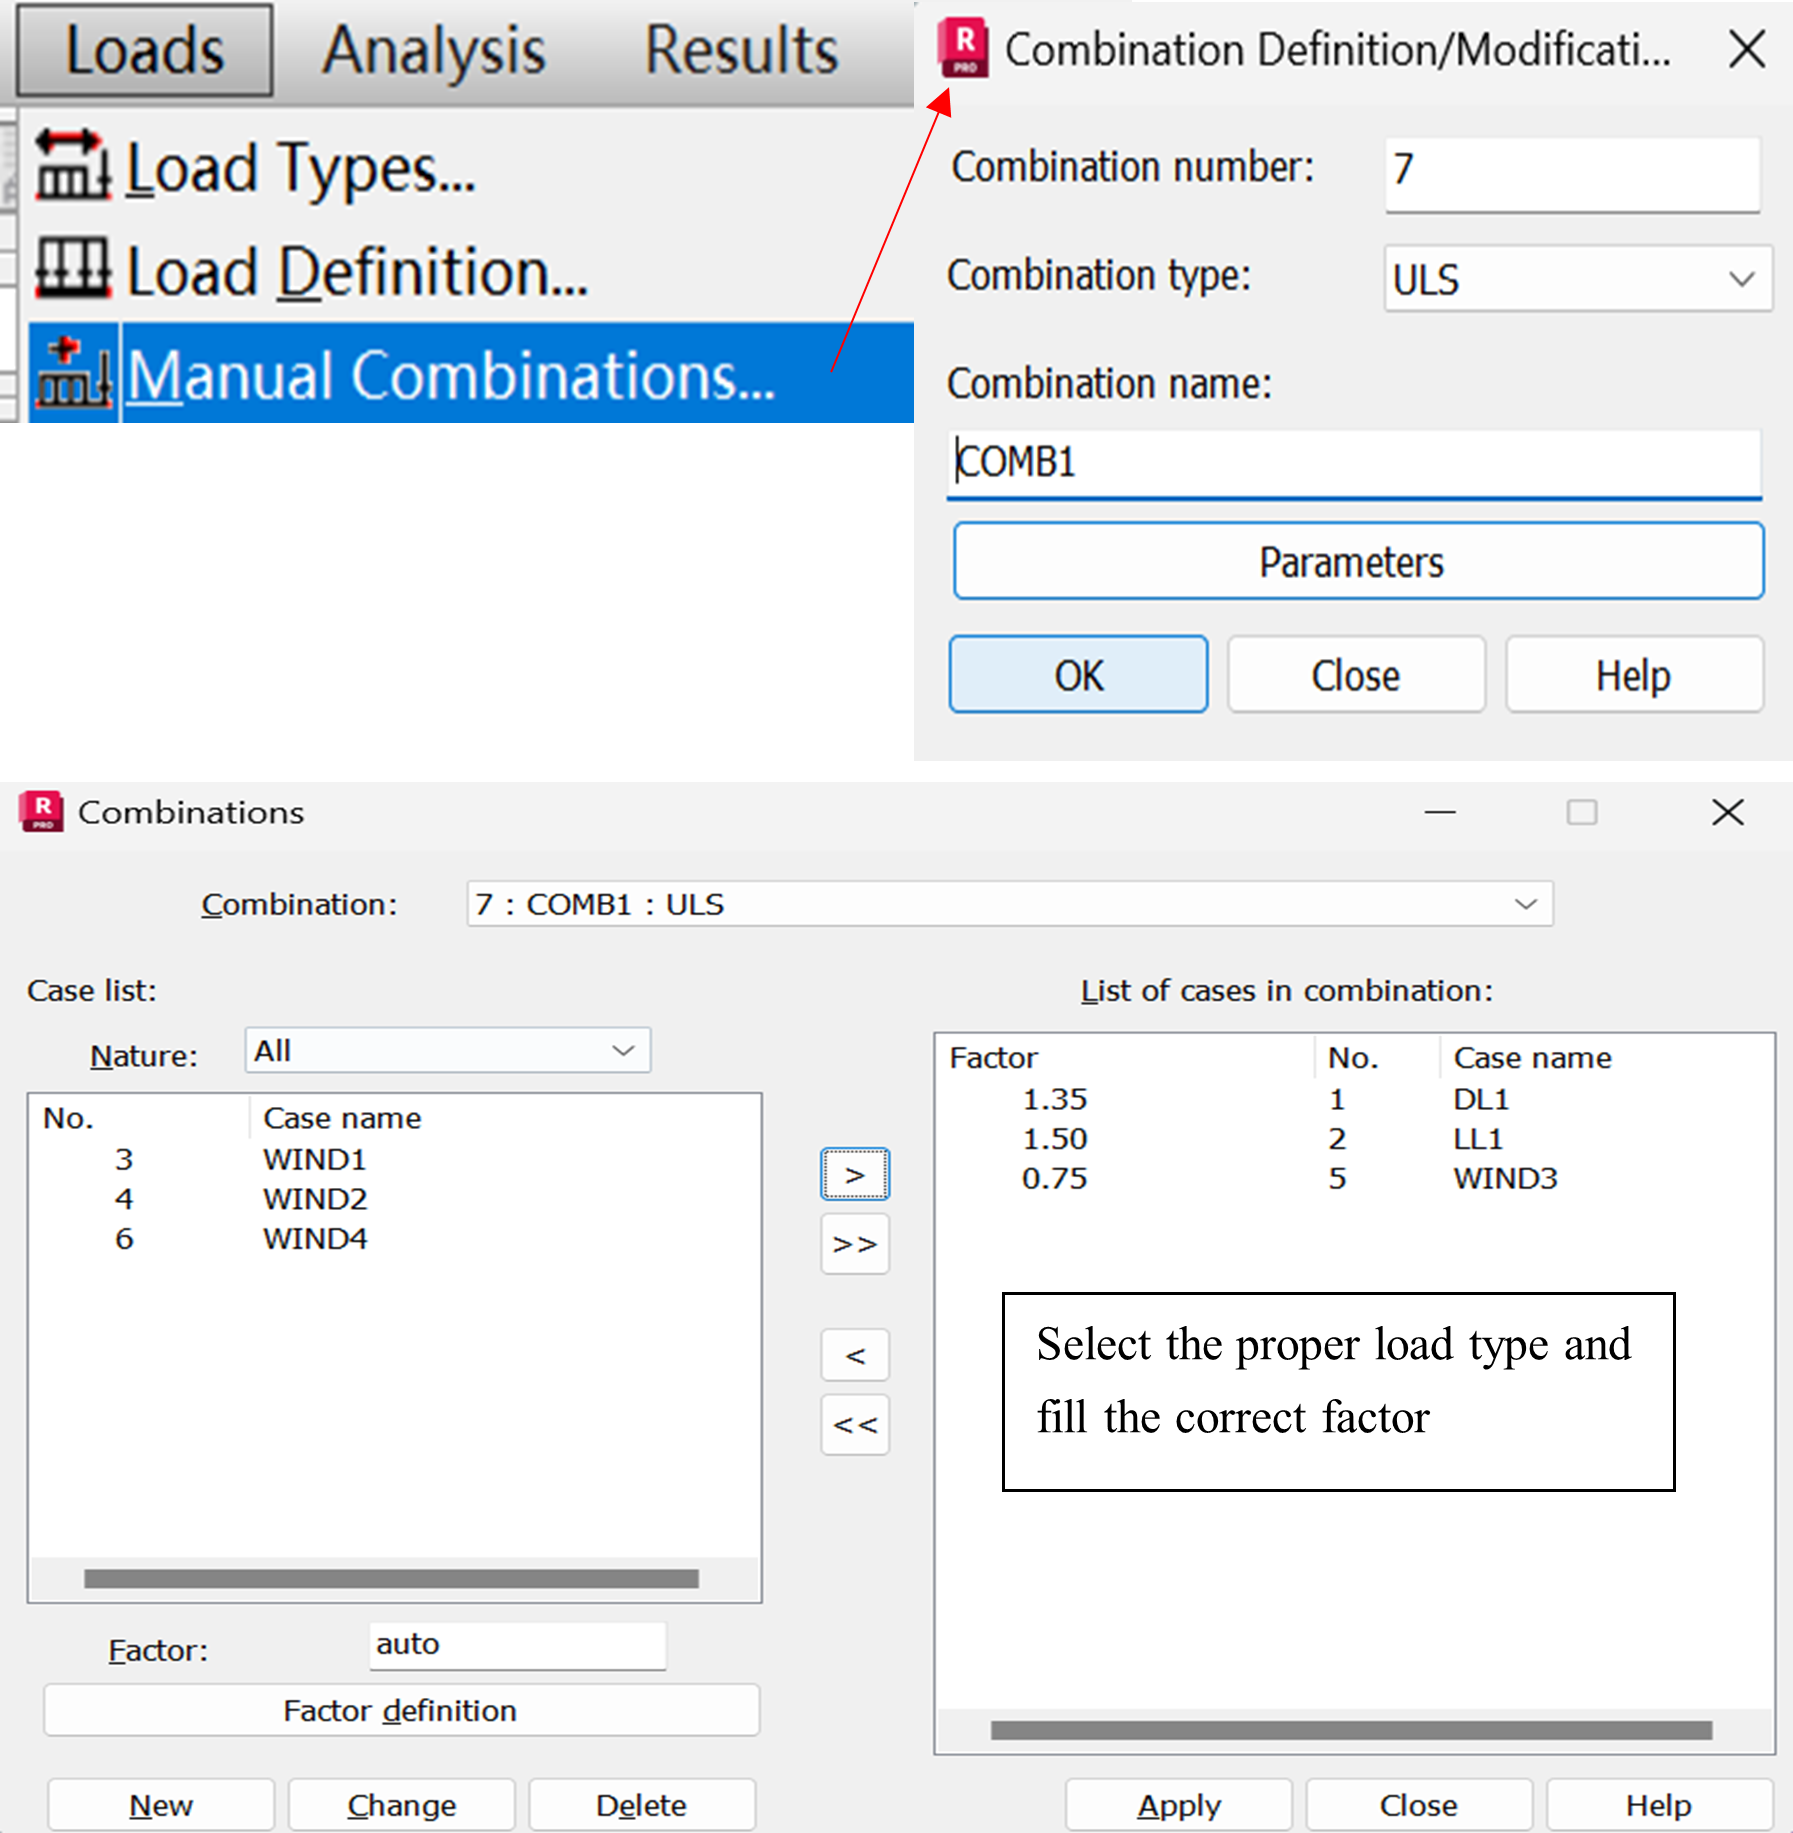 Loads Analysis Results
Load Types...
Load Definition...
Manual Combinations...
R
PRO
Combination Definition/Modificati...
Combination number: 7
Combination type: ULS
Combination name:
COMB1
Parameters
OK Close Help
R
PRO
Combinations
Combination: 7 : COMB1 : ULS
Case list:
Nature: All
No. Case name
3 WIND1
4 WIND2
6 WIND4
>
>>
<
<<
List of cases in combination:
Factor No. Case name
1.35 1 DL1
1.50 2 LL1
0.75 5 WIND3
Select the proper load type and
fill the correct factor
Factor: auto
Factor definition
New Change Delete
Apply Close Help